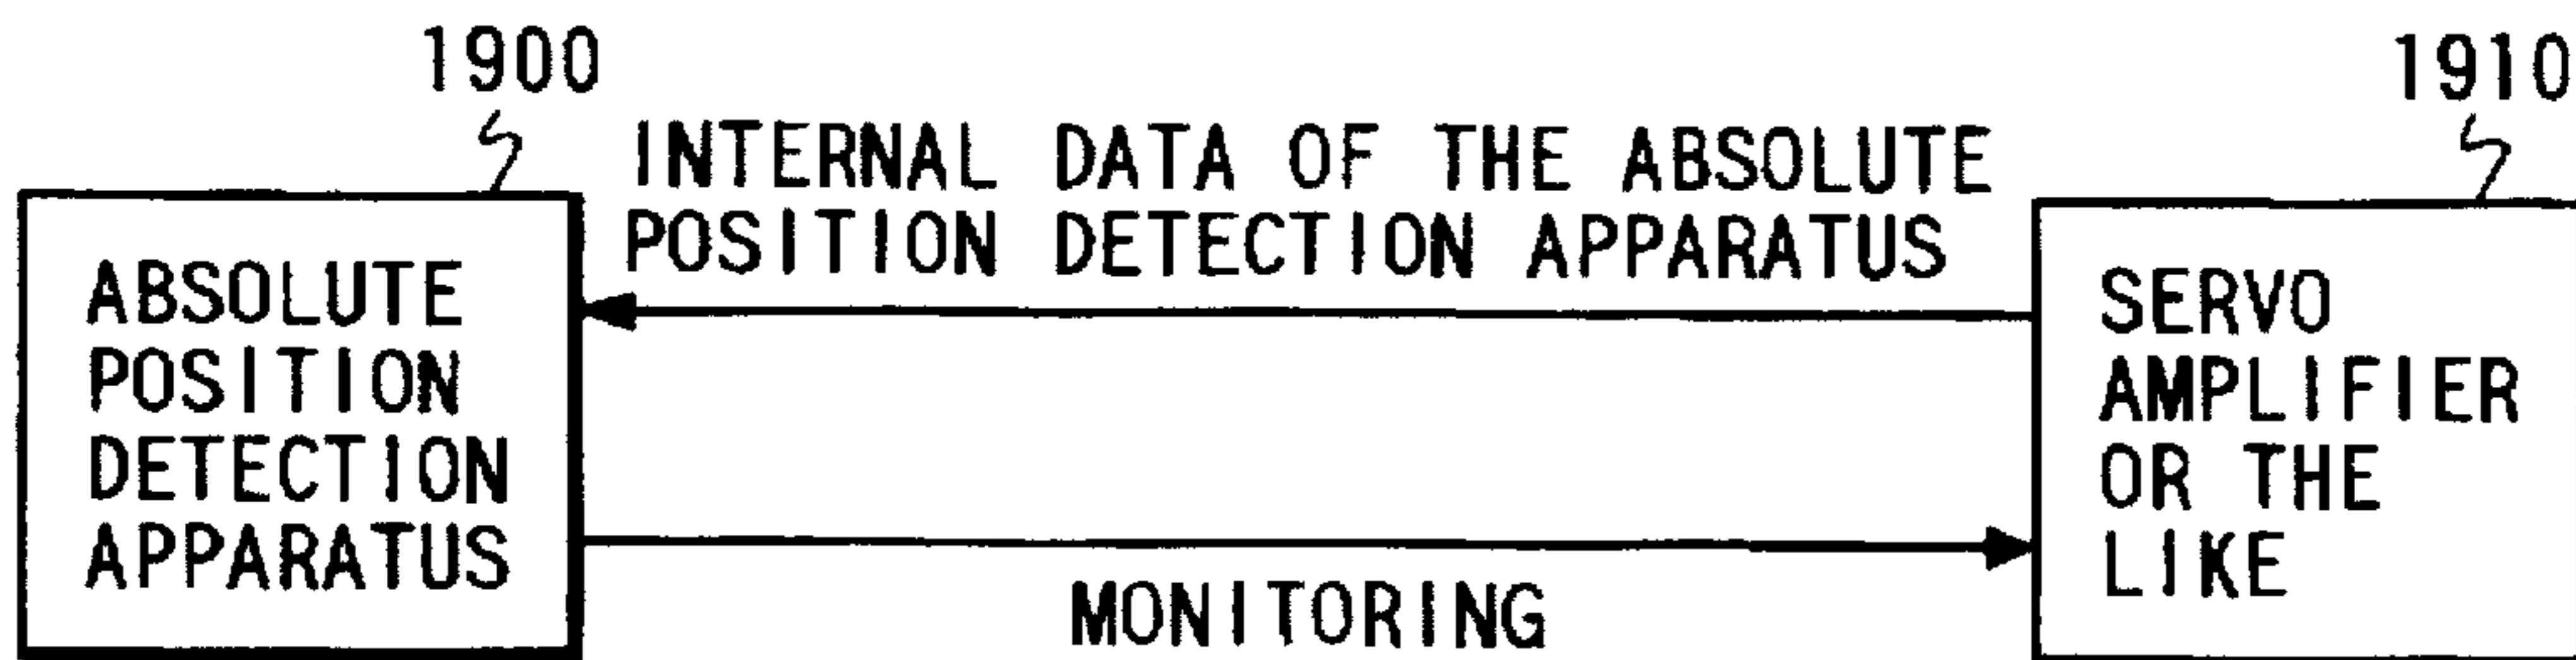 1900
1910
INTERNAL DATA OF THE ABSOLUTE
POSITION DETECTION APPARATUS
ABSOLUTE
POSITION
DETECTION
APPARATUS
SERVO
AMPLIFIER
OR THE
LIKE
MONITORING